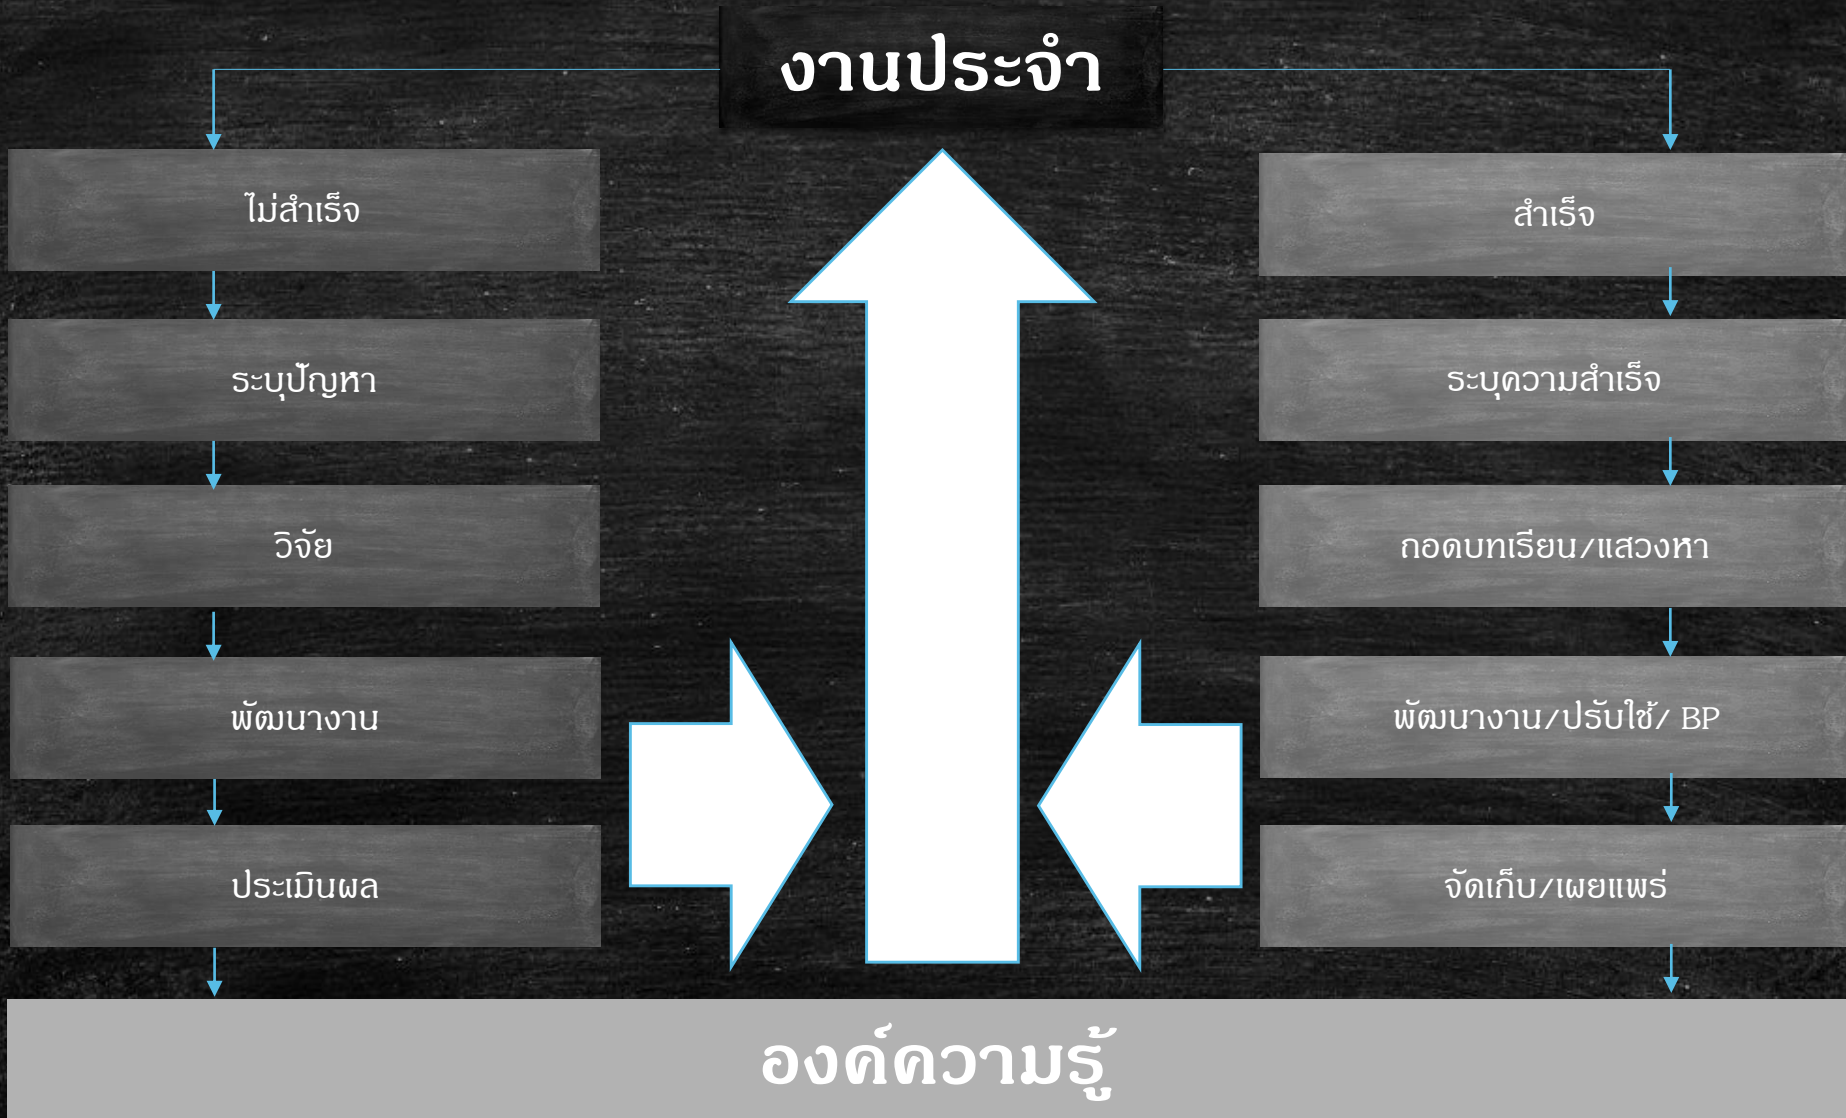 งานประจำ
ไม่สำเร็จ
ระบุปัญหา
วิจัย
พัฒนางาน
ประเมินผล
สำเร็จ
ระบุความสำเร็จ
ถอดบทเรียน/แสวงหา
พัฒนางาน/ปรับใช้/ BP
จัดเก็บ/เผยแพร่
องค์ความรู้